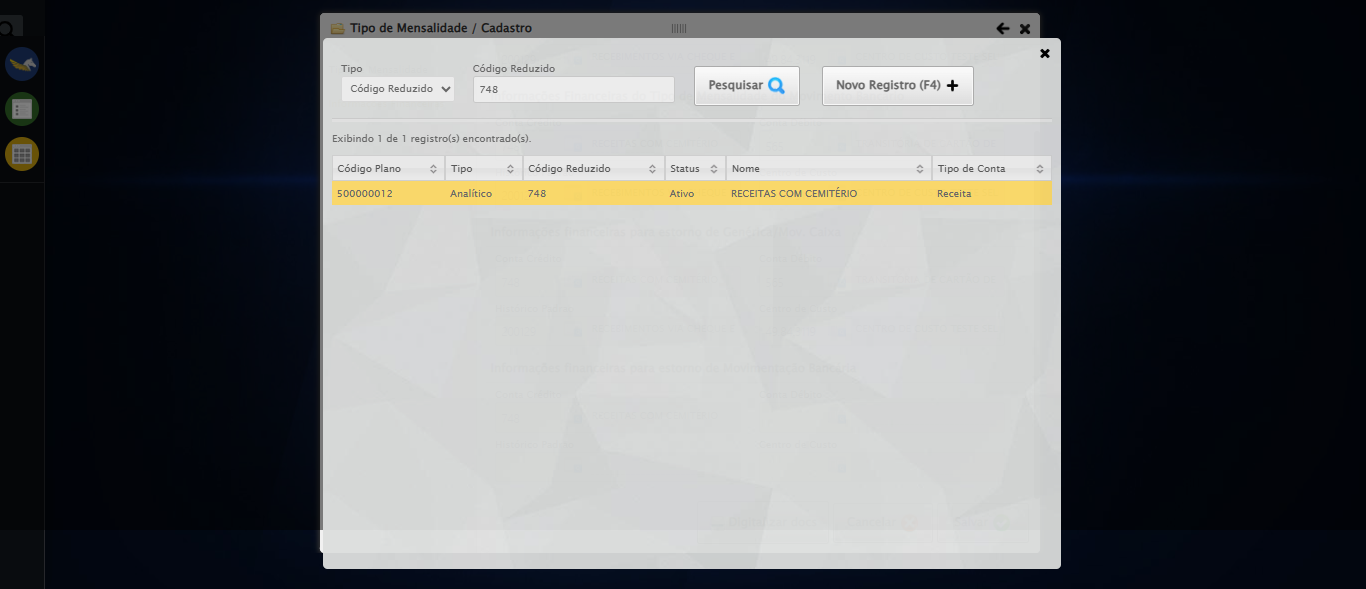 Tipo de Mensalidade / Cadastro
Tipo
Código Reduzido
Código Reduzido
748
Pesquisar
Novo Registro (F4)
Exibindo 1 de 1 registro(s) encontrado(s).
Código Plano Tipo Código Reduzido Status Nome Tipo de Conta
500000012 Analítico 748 Ativo RECEITAS COM CEMITÉRIO Receita